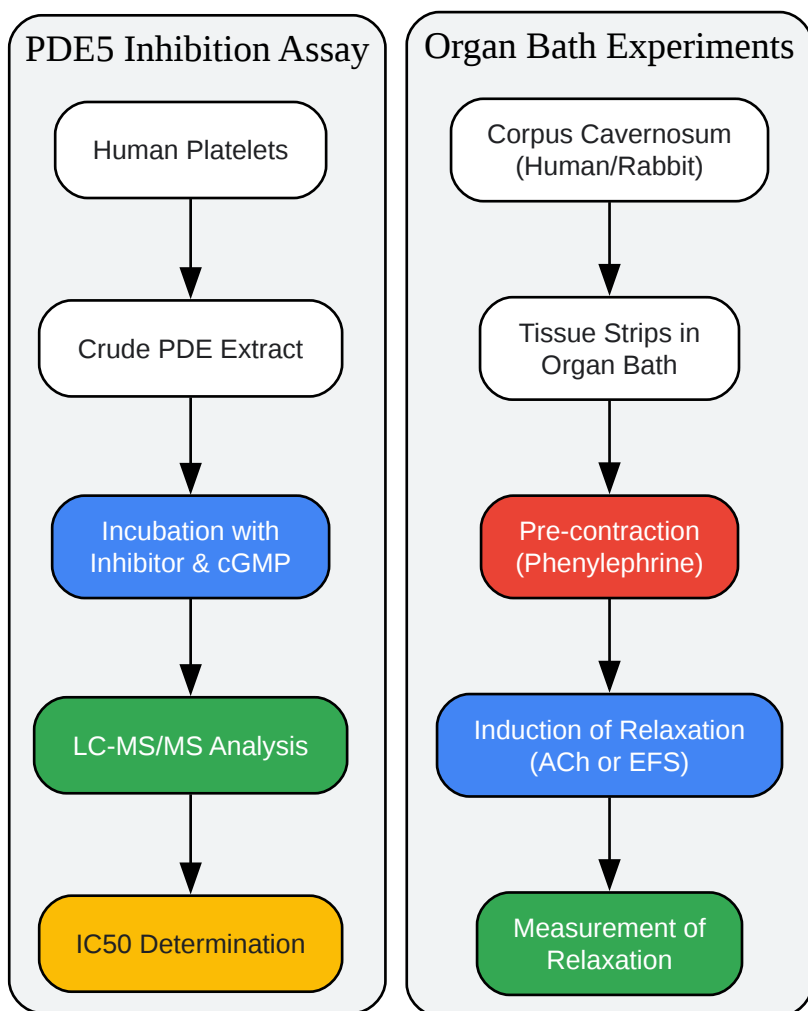 PDE5 Inhibition Assay
Human Platelets
Crude PDE Extract
Incubation with
Inhibitor & cGMP
LC-MS/MS Analysis
IC50 Determination
Organ Bath Experiments
Corpus Cavernosum
(Human/Rabbit)
Tissue Strips in
Organ Bath
Pre-contraction
(Phenylephrine)
Induction of Relaxation
(ACh or EFS)
Measurement of
Relaxation